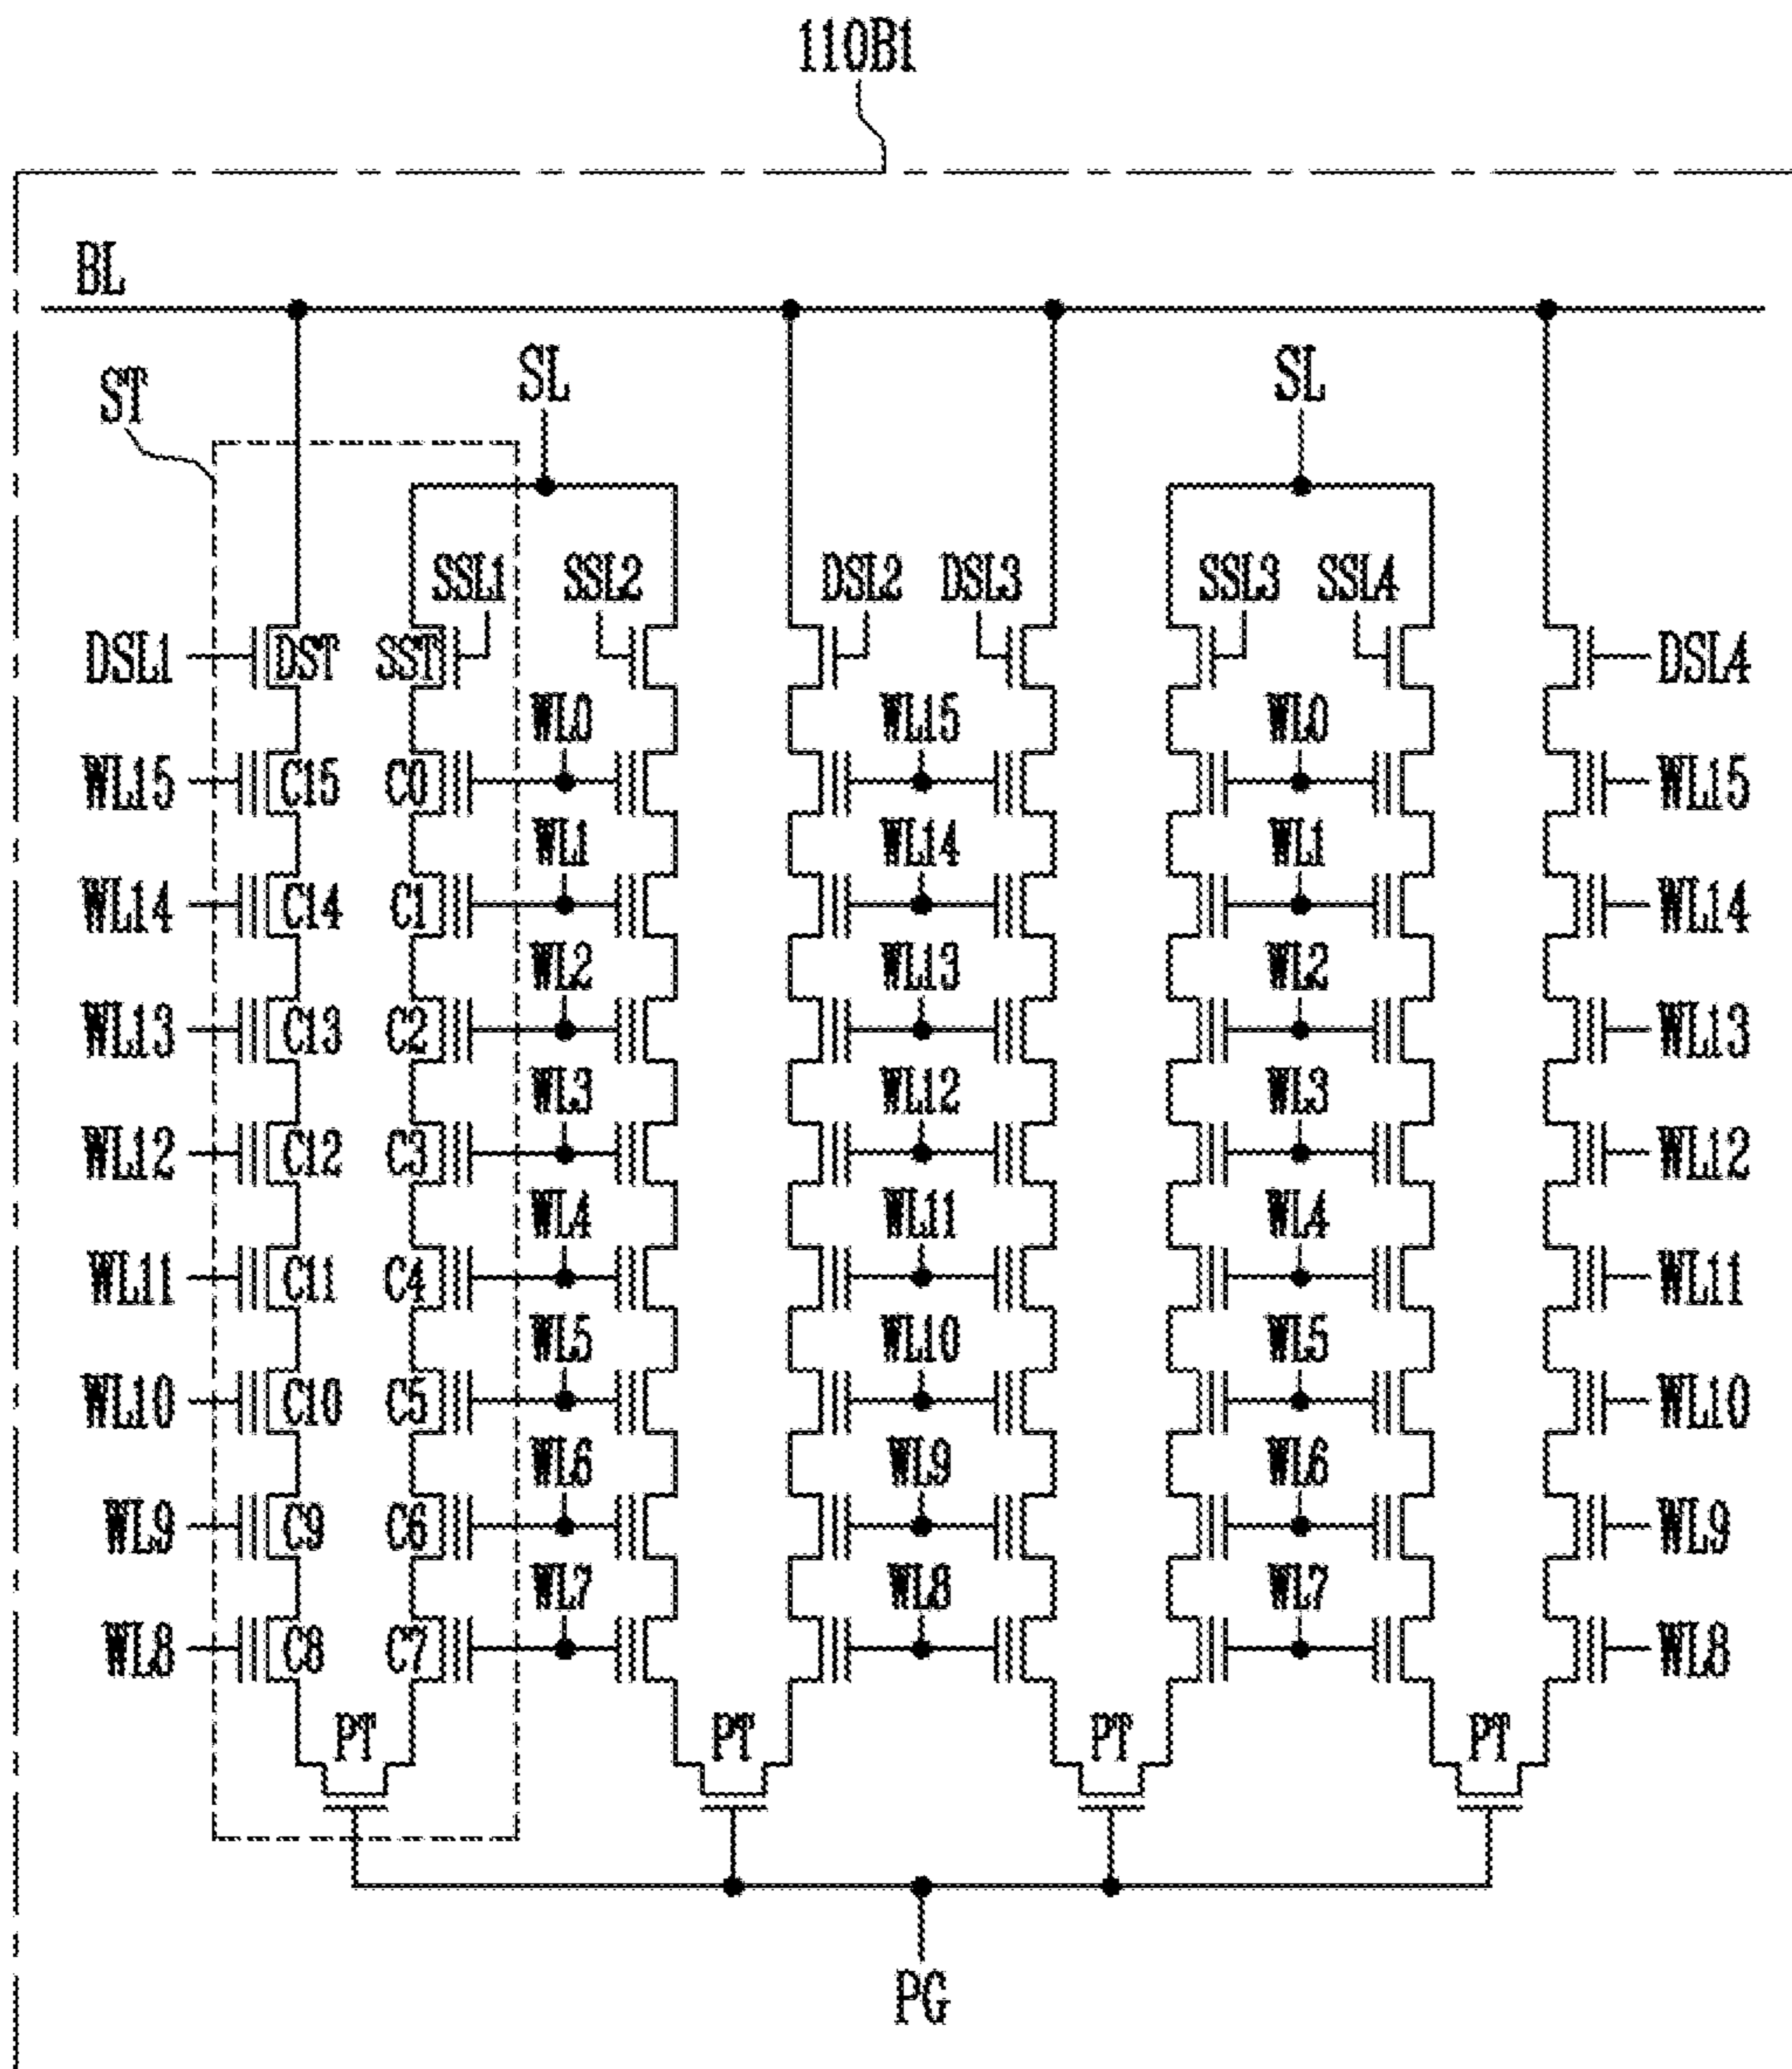 110B1
BL
ST
SL
SL
SSL1
SSL2
DSL2
DSL3
SSL3
SSL4
DSL1
DST
SST
DSL4
WL0
WL15
WL0
WL15
C15
C0
WL15
WL1
WL14
WL1
WL14
C14
C1
WL14
WL2
WL13
WL2
WL13
C13
C2
WL13
WL3
WL12
WL3
WL12
C12
C3
WL12
WL4
WL11
WL4
WL11
C11
C4
WL11
WL5
WL10
WL5
WL10
C10
C5
WL10
WL6
WL9
WL6
WL9
C9
C6
WL9
WL7
WL8
WL7
WL8
C8
C7
WL8
PT
PT
PT
PT
PG